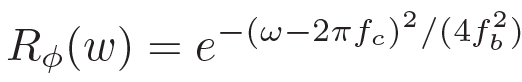 $R_{\phi}(w) = e^{-(\omega - 2\pi f_c)^2/(4f_b^2)}$